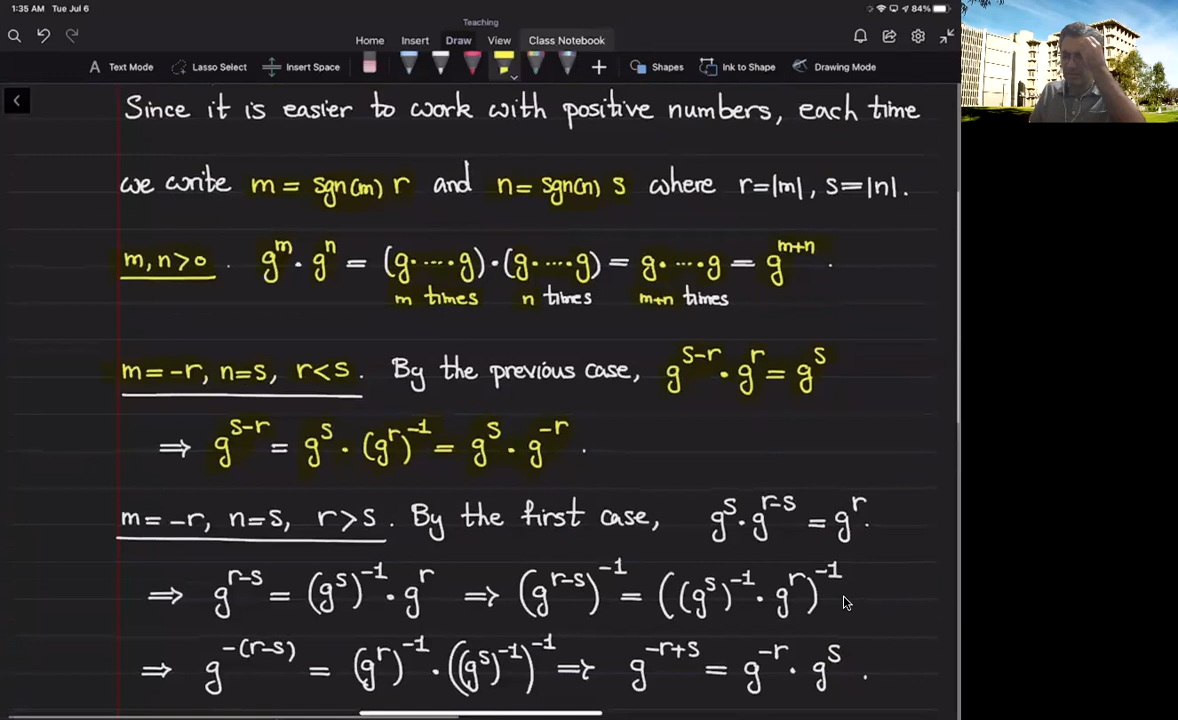 1:35 AM Tue Jul 6
84%
Teaching
Home Insert Draw View Class Notebook
Text Mode Lasso Select Insert Space Shapes Ink to Shape Drawing Mode
Since it is easier to work with positive numbers, each time
we write m = sgn(m) r and n = sgn(n) s where r=|m|, s=|n|.
m, n>0. g^m · g^n = (g·····g)·(g·····g) = g·····g = g^{m+n}.
m times n times m+n times
m=-r, n=s, r<s. By the previous case, g^{s-r} · g^r = g^s
⇒ g^{s-r} = g^s · (g^r)^{-1} = g^s · g^{-r}.
m=-r, n=s, r>s. By the first case, g^s · g^{r-s} = g^r.
⇒ g^{r-s} = (g^s)^{-1} · g^r ⇒ (g^{r-s})^{-1} = ((g^s)^{-1} · g^r)^{-1}
⇒ g^{-(r-s)} = (g^r)^{-1} · ((g^s)^{-1})^{-1} ⇒ g^{-r+s} = g^{-r} · g^s.